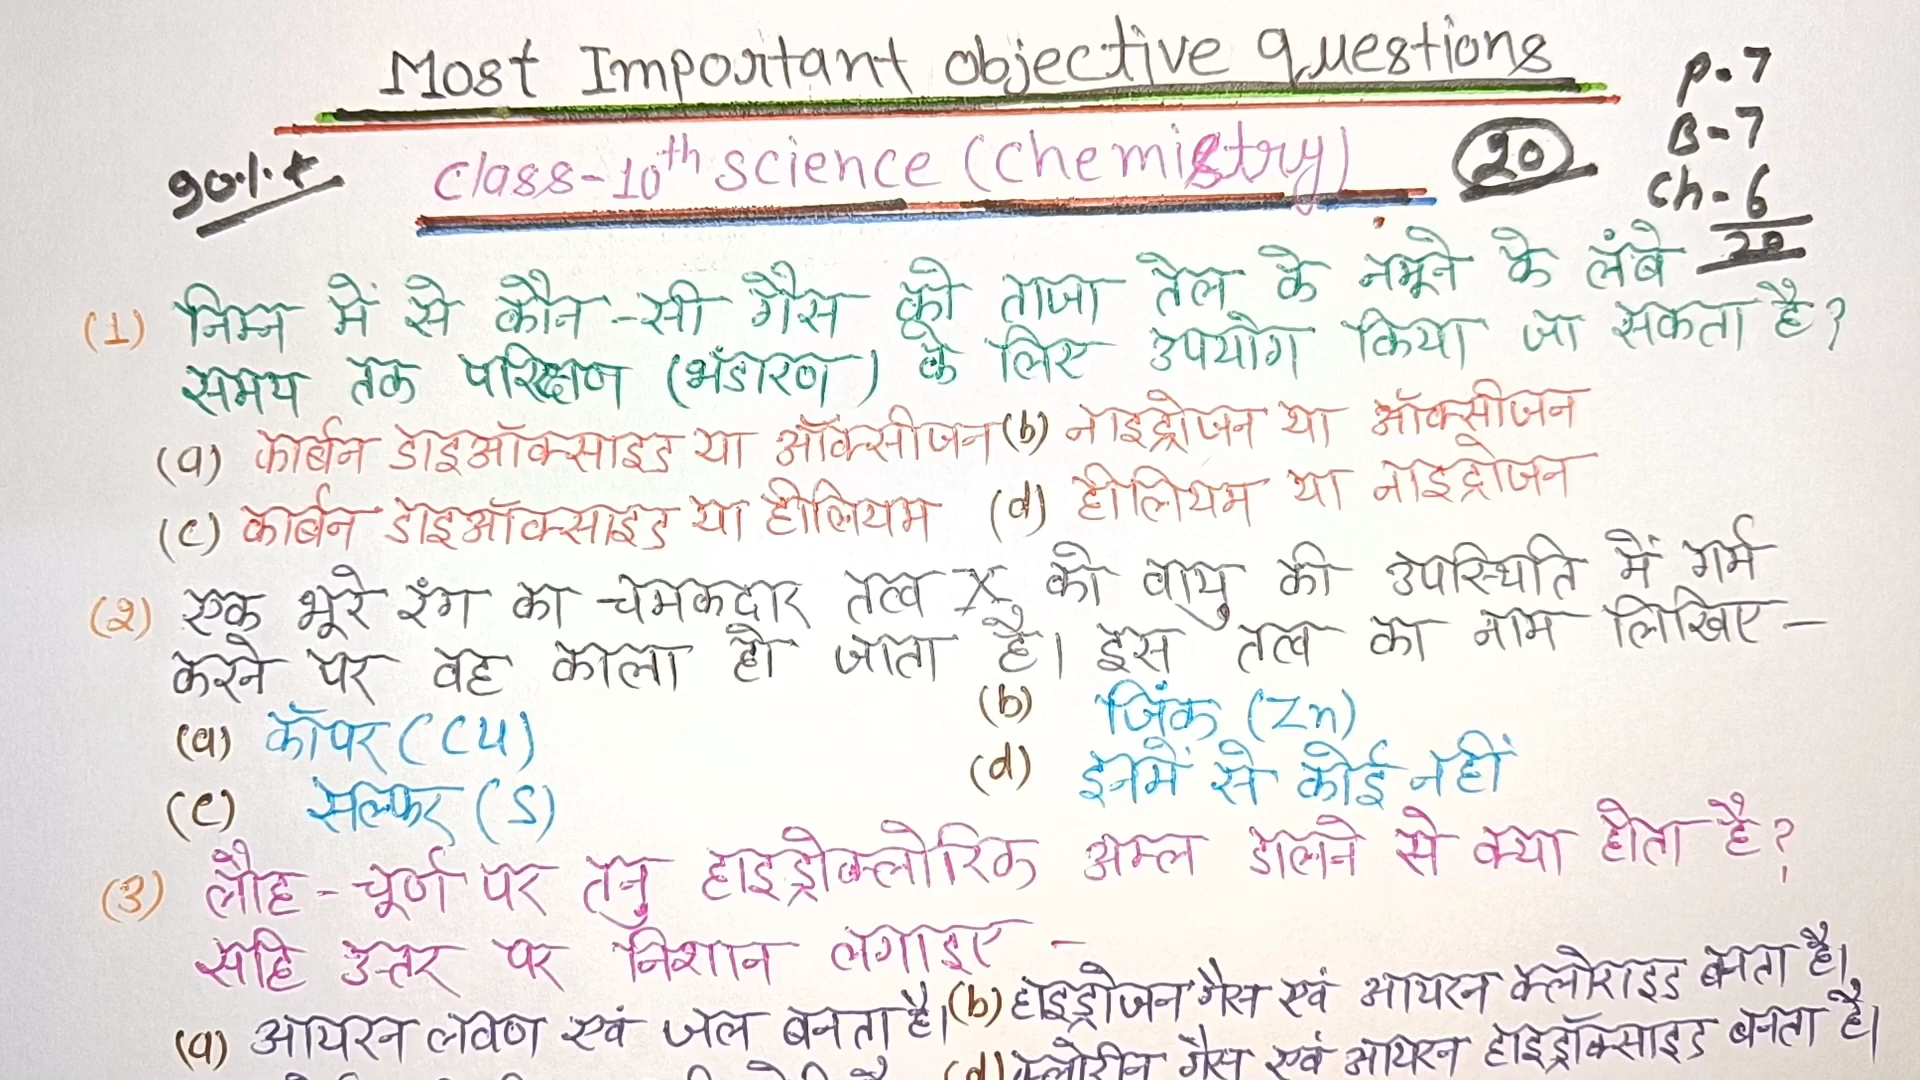 Most Important objective questions
P-7
B-7
Ch-6
20
90%+
class-10th science (chemistry)
20
(1) निम्न में से कौन-सी गैस को ताजा तेल के नमूने के लंबे
समय तक परिक्षण (भंडारण) के लिए उपयोग किया जा सकता है?
(a) कार्बन डाइऑक्साइड या ऑक्सीजन (b) नाइट्रोजन या ऑक्सीजन
(c) कार्बन डाइऑक्साइड या हीलियम (d) हीलियम या नाइट्रोजन
(2) एक भूरे रंग का चमकदार तत्व X को वायु की उपस्थिति में गर्म
करने पर वह काला हो जाता है। इस तत्व का नाम लिखिए -
(a) कॉपर (Cu) (b) जिंक (Zn)
(c) सल्फर (S) (d) इनमें से कोई नहीं
(3) लौह-चूर्ण पर तनु हाइड्रोक्लोरिक अम्ल डालने से क्या होता है?
सहि उत्तर पर निशान लगाइए -
(a) आयरन लवण एवं जल बनता है। (b) हाइड्रोजन गैस एवं आयरन क्लोराइड बनता है।
(d) क्लोरीन गैस एवं आयरन हाइड्रॉक्साइड बनता है।